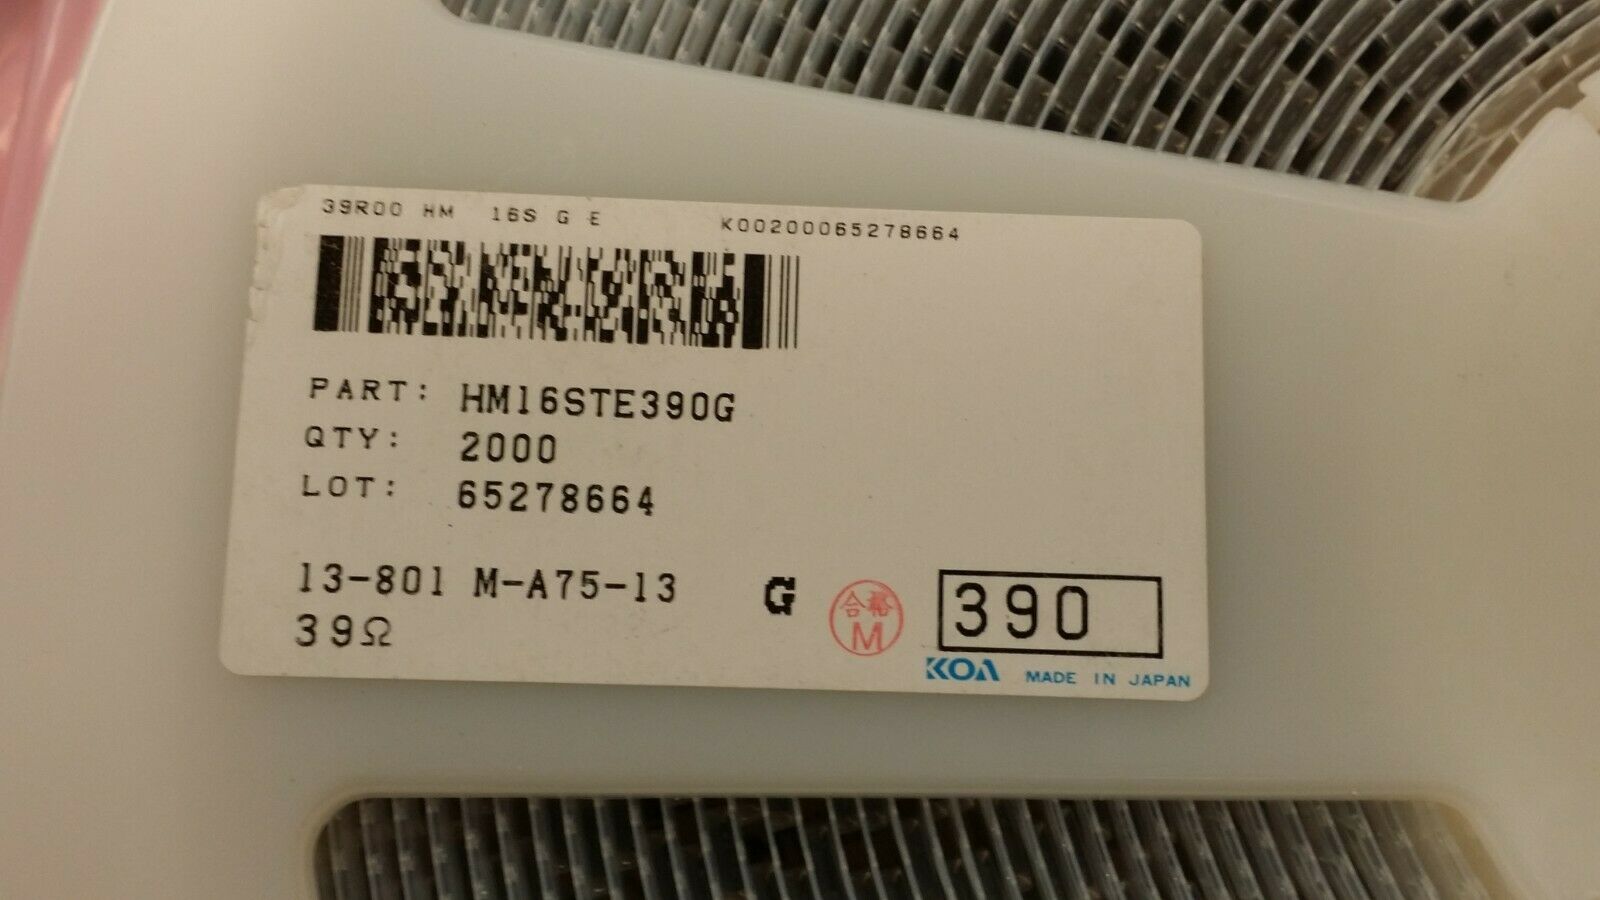 39R00 HM 16S G E K00200065278664
PART: HM16STE390G
QTY: 2000
LOT: 65278664
13-801 M-A75-13 G
39Ω
合格
M
390
KOA MADE IN JAPAN